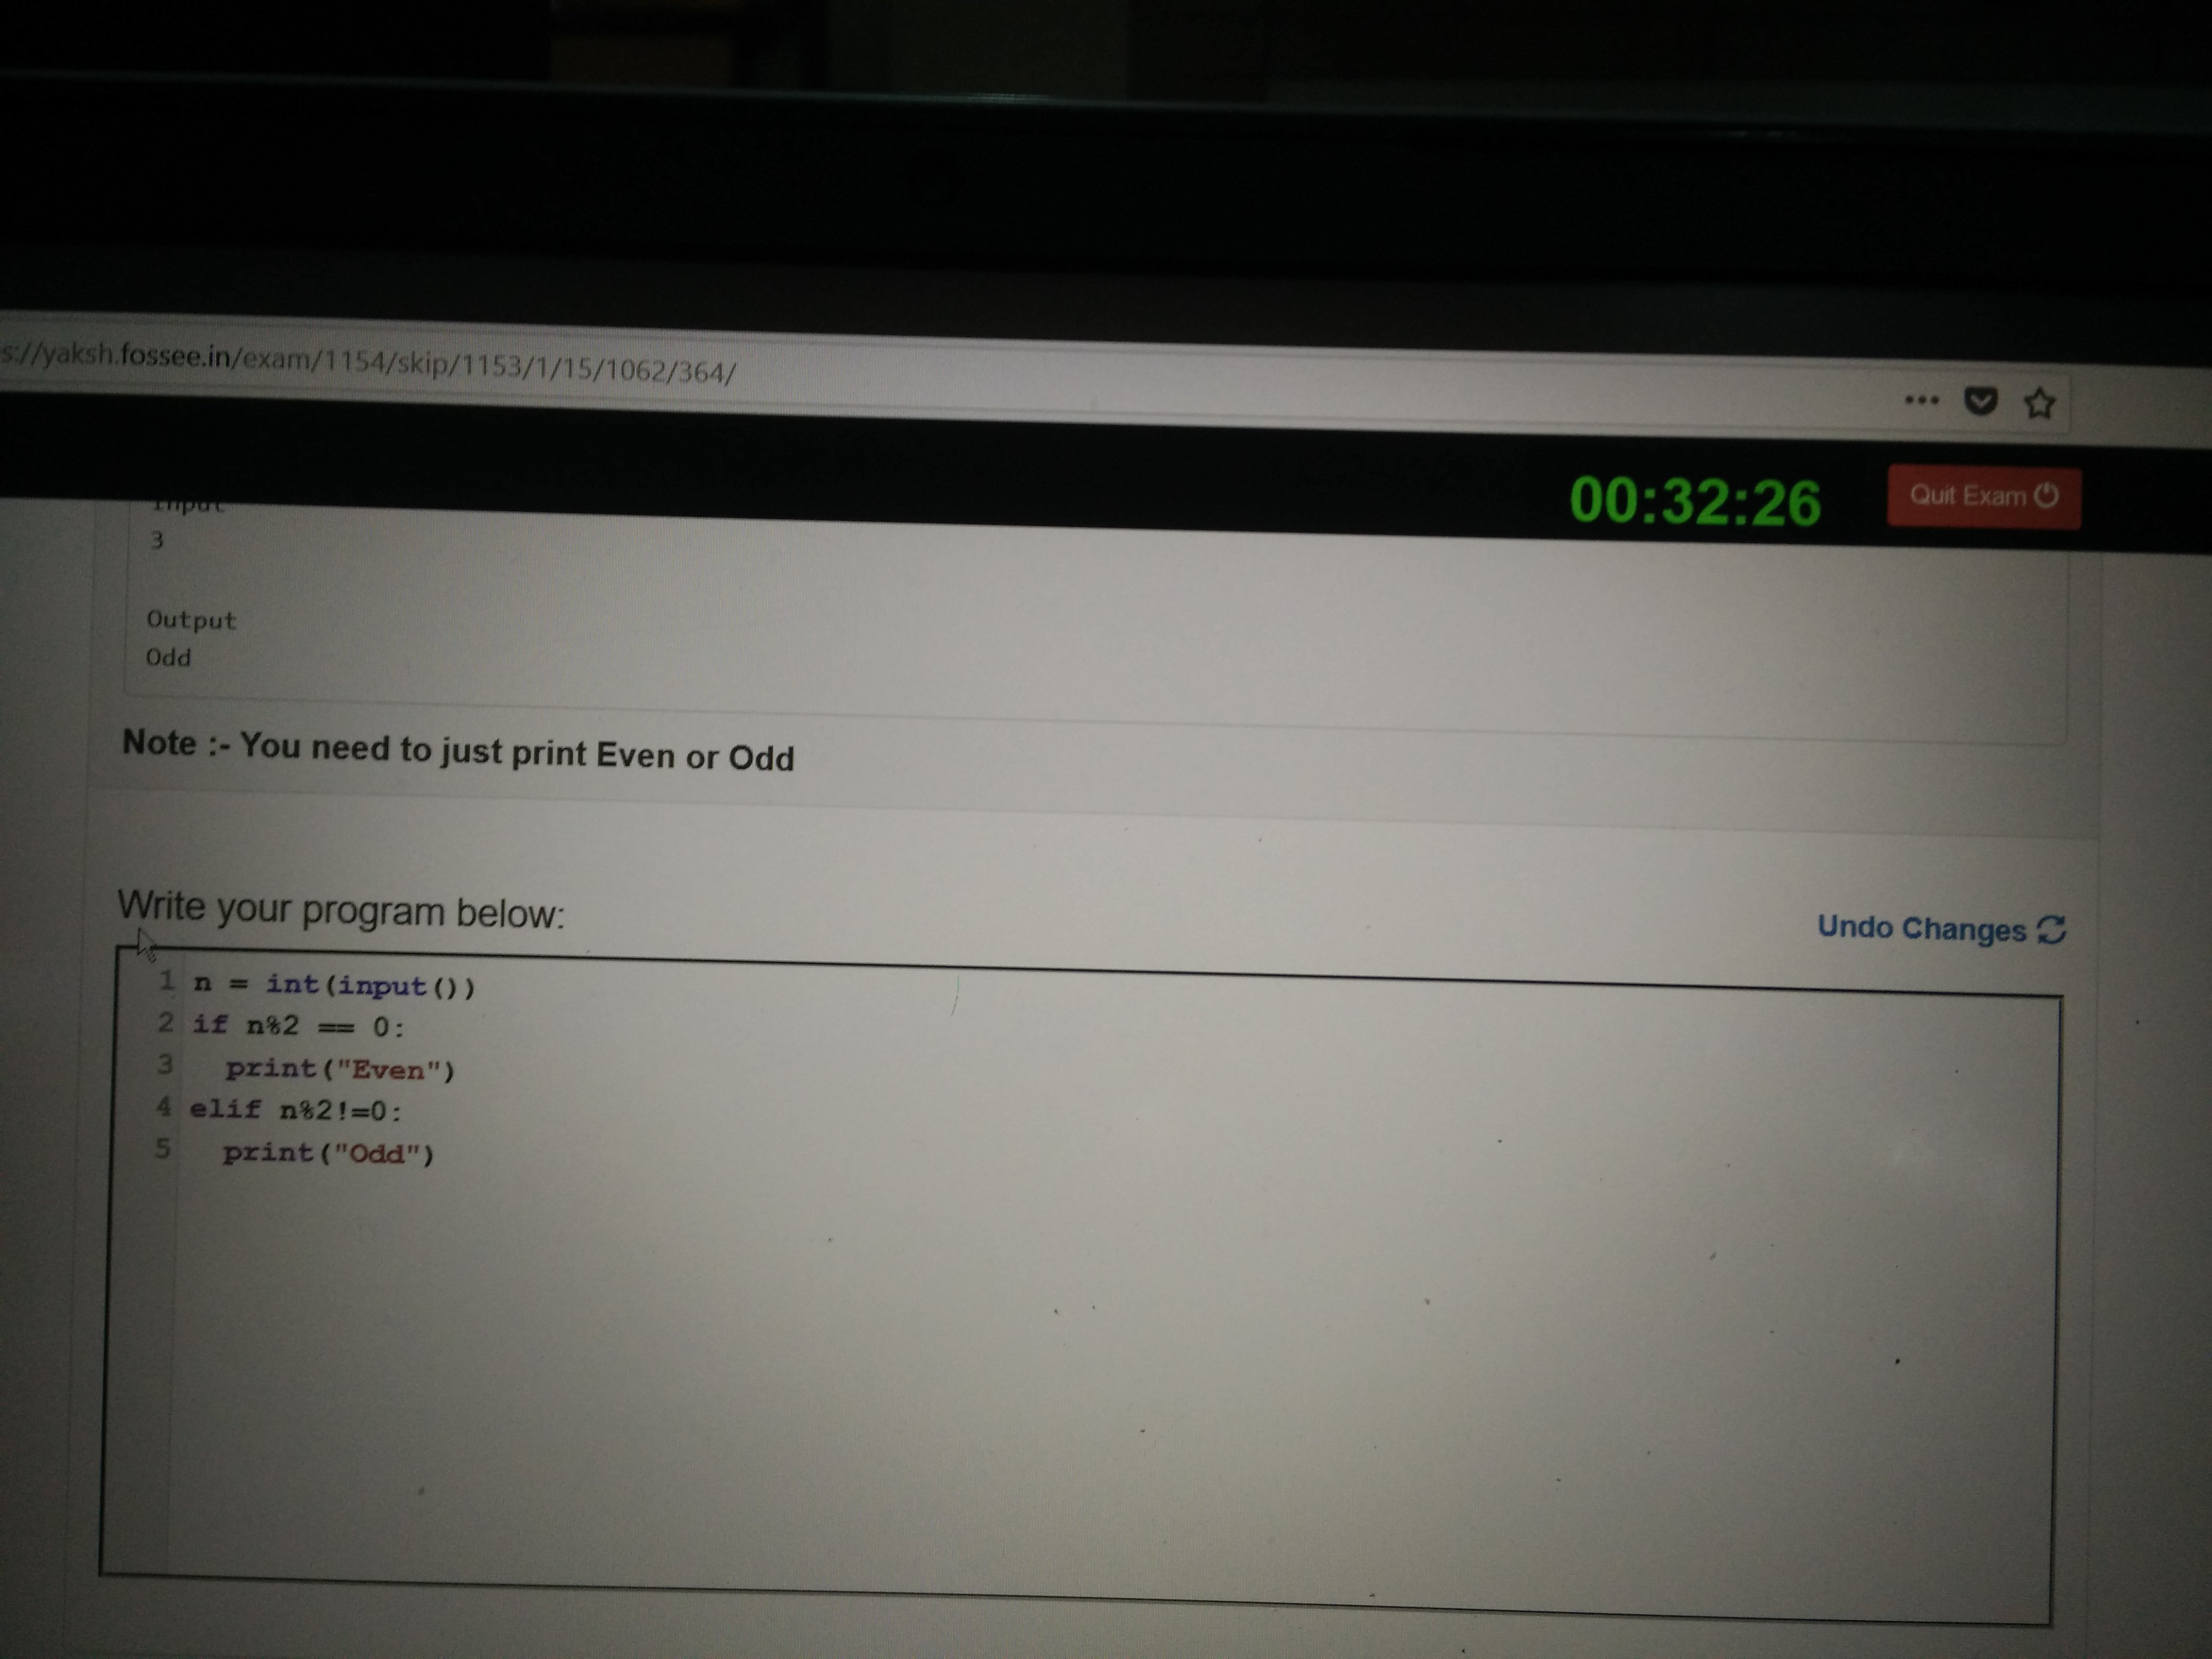 s://yaksh.fossee.in/exam/1154/skip/1153/1/15/1062/364/
00:32:26
Quit Exam
Input
3
Output
Odd
Note :- You need to just print Even or Odd
Write your program below:
Undo Changes
1 n = int(input())
2 if n%2 == 0:
3   print("Even")
4 elif n%2!=0:
5   print("Odd")